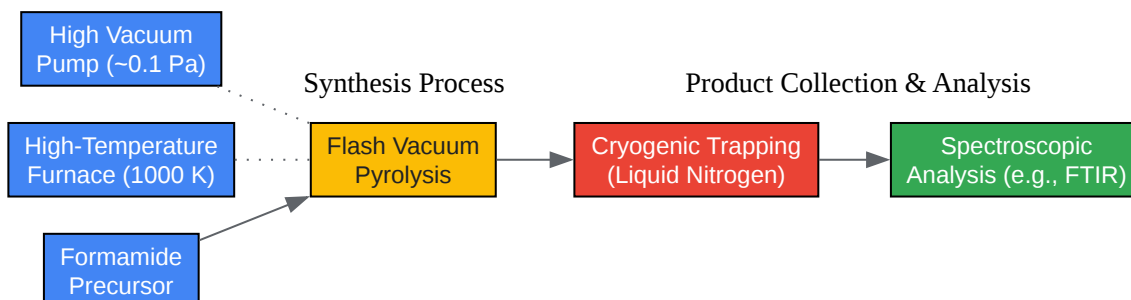 High Vacuum
Pump (~0.1 Pa)
Synthesis Process
Product Collection & Analysis
High-Temperature
Furnace (1000 K)
Flash Vacuum
Pyrolysis
Cryogenic Trapping
(Liquid Nitrogen)
Spectroscopic
Analysis (e.g., FTIR)
Formamide
Precursor